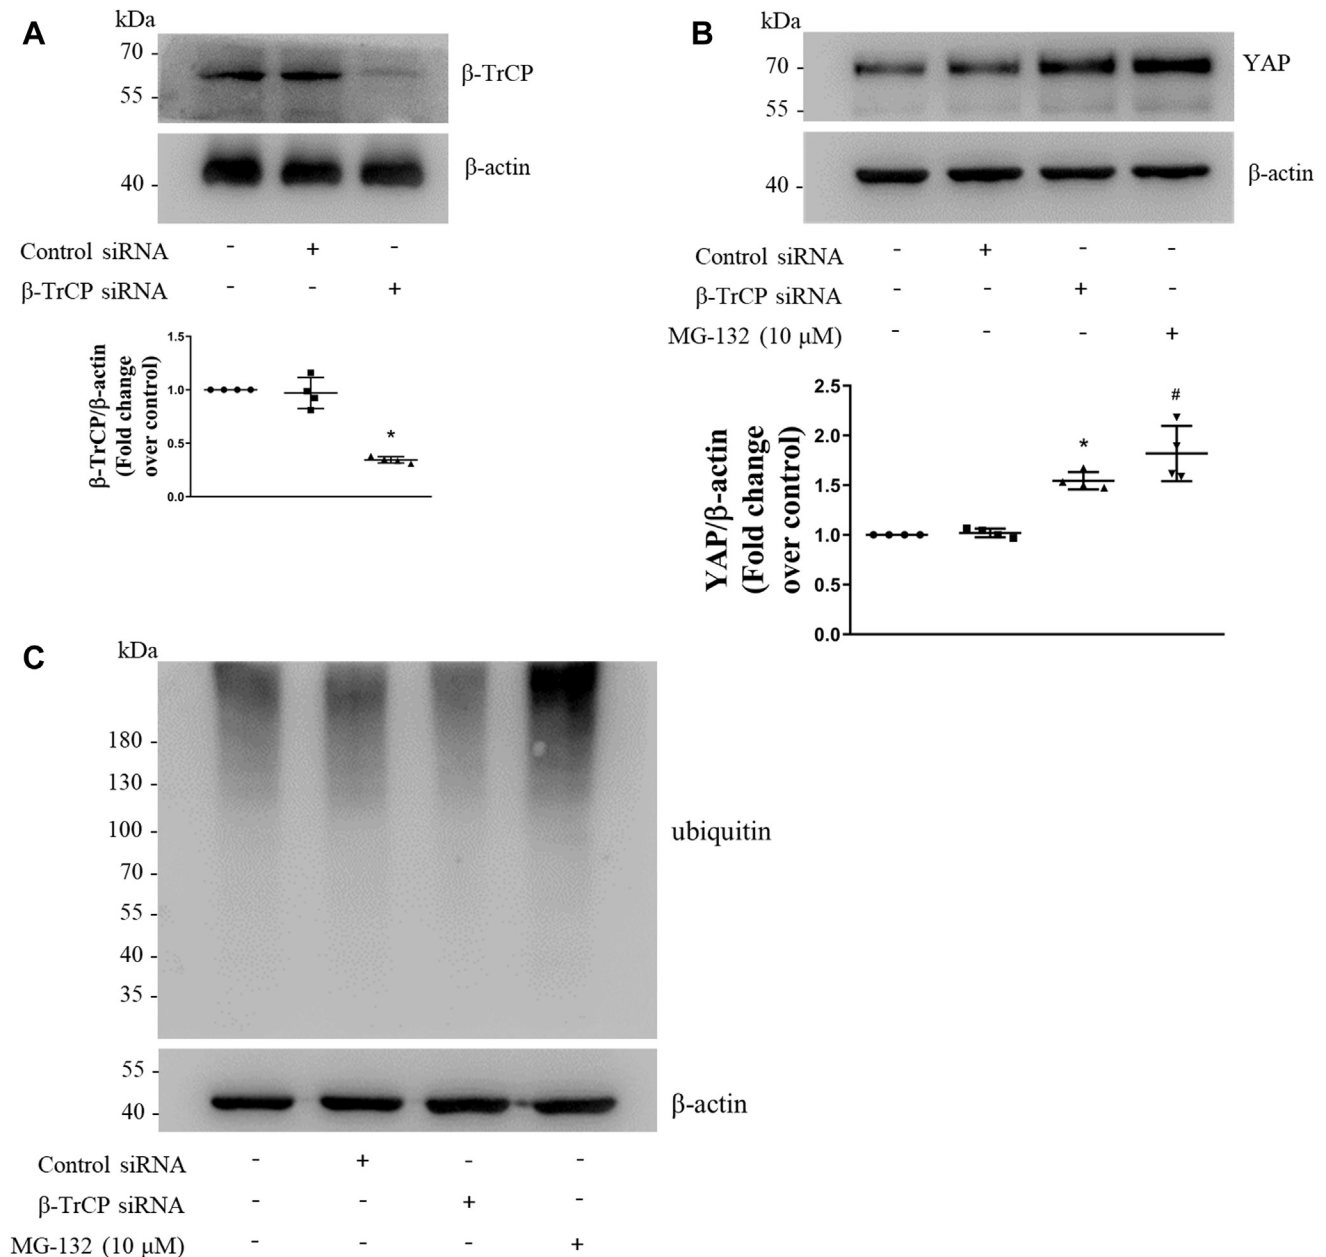 A
kDa
70
55
β-TrCP
40
β-actin
Control siRNA - + -
β-TrCP siRNA - - +
β-TrCP/β-actin
(Fold change
over control)
1.5
1.0
0.5
0.0
*
B
kDa
70
55
YAP
40
β-actin
Control siRNA - + - -
β-TrCP siRNA - - + -
MG-132 (10 μM) - - - +
YAP/β-actin
(Fold change
over control)
2.5
2.0
1.5
1.0
0.5
0.0
*
#
C
kDa
180
130
100
70
55
40
35
ubiquitin
55
40
β-actin
Control siRNA - + - -
β-TrCP siRNA - - + -
MG-132 (10 μM) - - - +